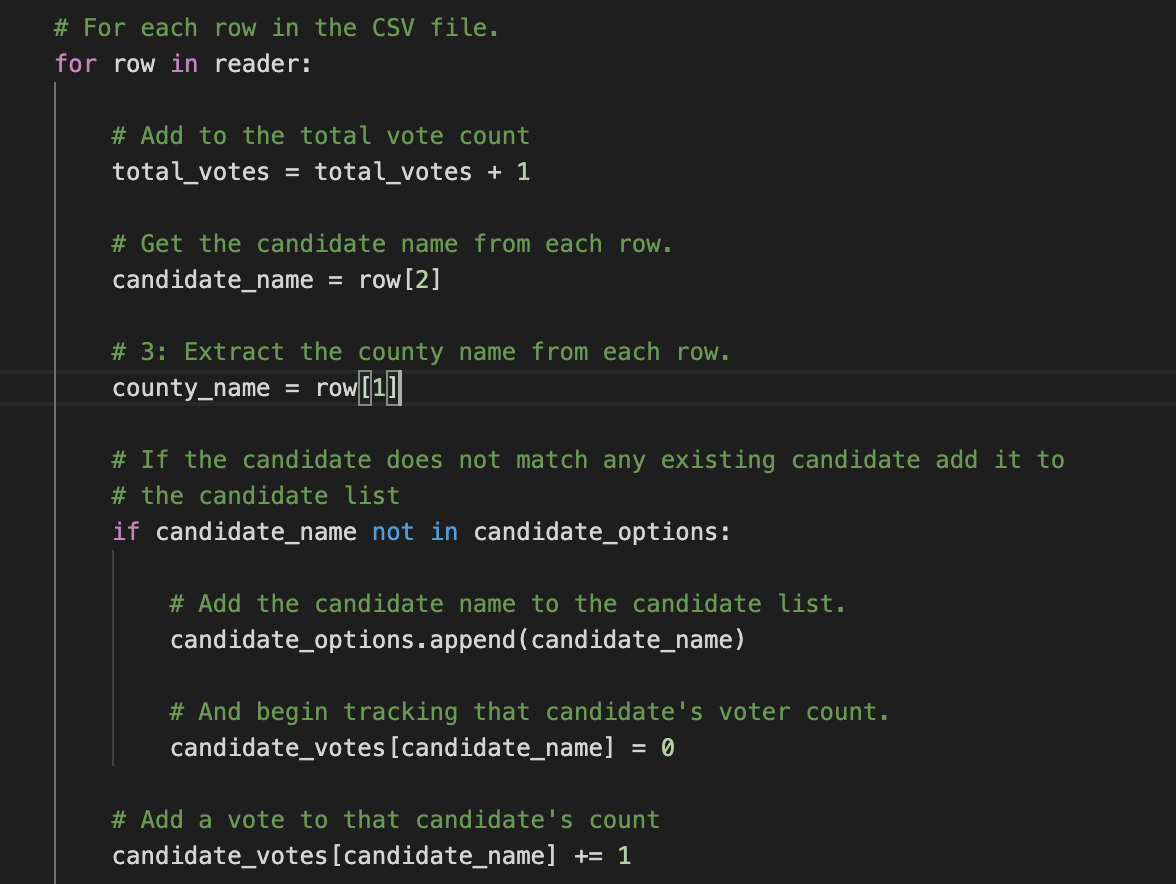 # For each row in the CSV file.
for row in reader:
# Add to the total vote count
total_votes = total_votes + 1
# Get the candidate name from each row.
candidate_name = row[2]
# 3: Extract the county name from each row.
county_name = row[1]
# If the candidate does not match any existing candidate add it to
# the candidate list
if candidate_name not in candidate_options:
# Add the candidate name to the candidate list.
candidate_options.append(candidate_name)
# And begin tracking that candidate's voter count.
candidate_votes[candidate_name] = 0
# Add a vote to that candidate's count
candidate_votes[candidate_name] += 1